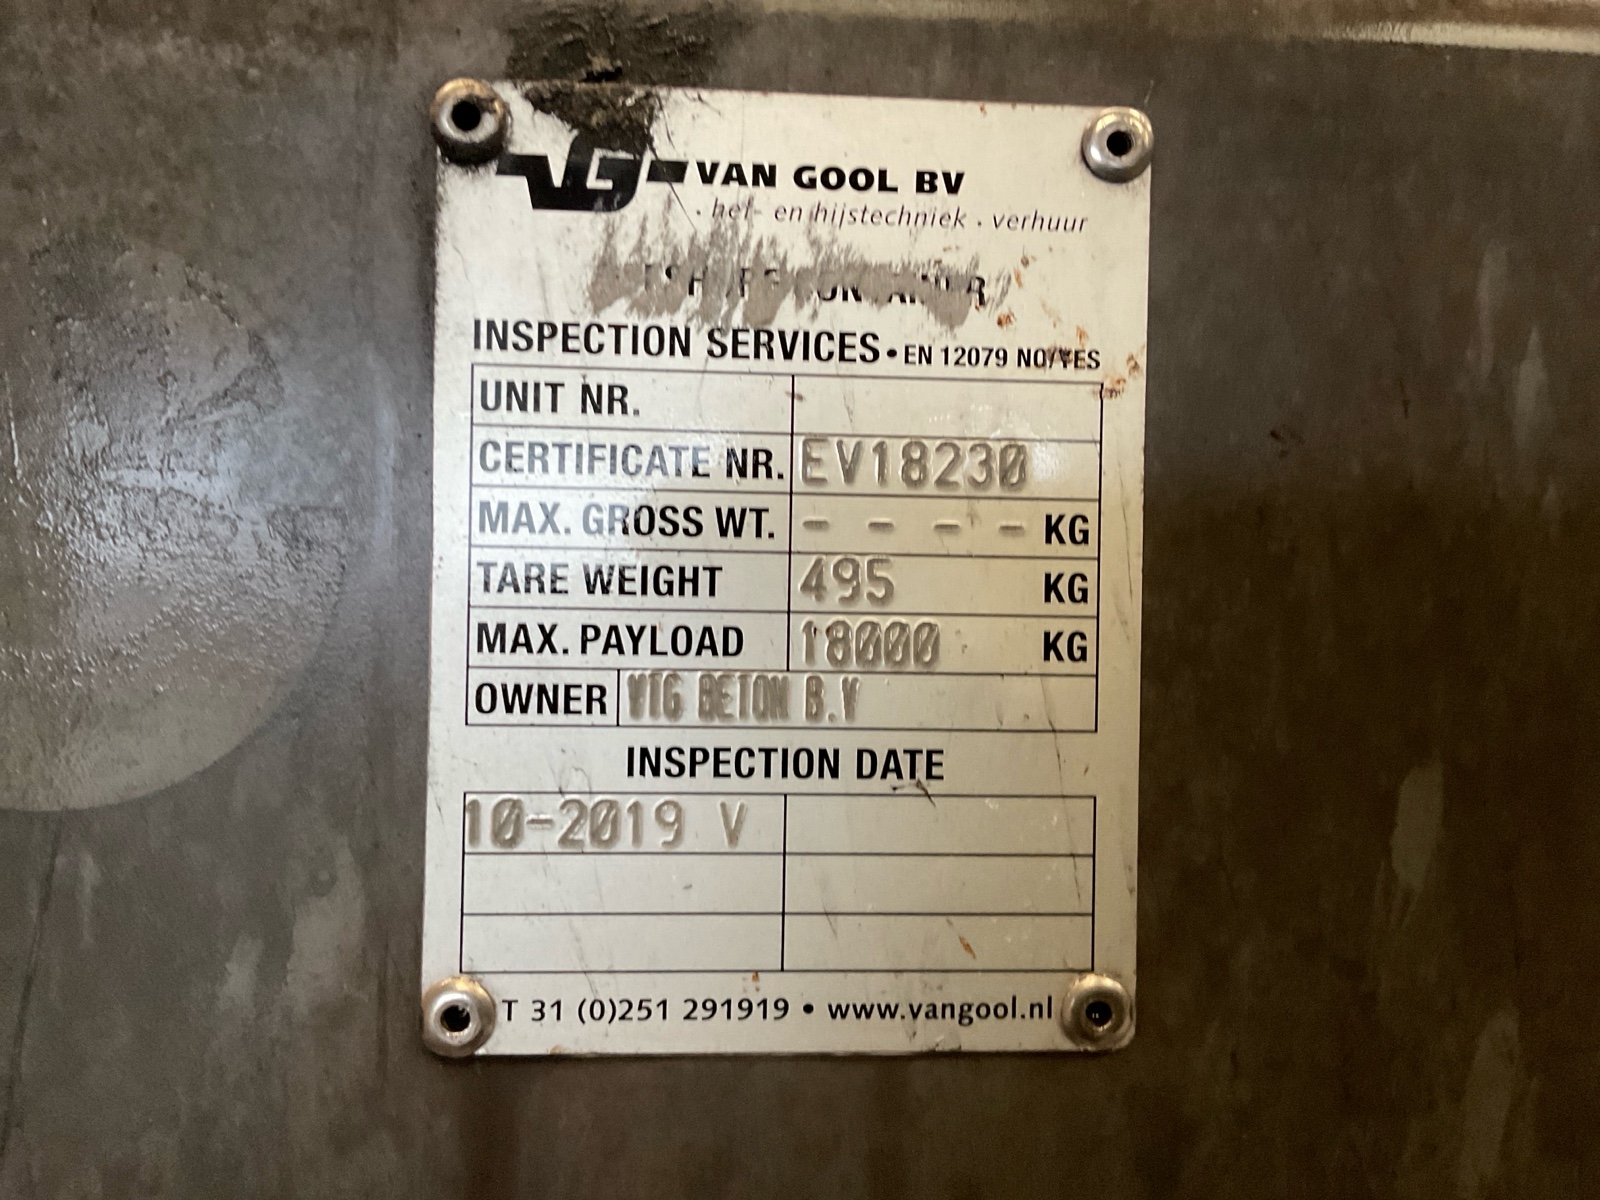 VG VAN GOOL BV
. hef- en hijstechniek . verhuur
INSPECTION SERVICES • EN 12079 NO/YES
UNIT NR.
CERTIFICATE NR. EV18230
MAX. GROSS WT. - - - - KG
TARE WEIGHT 495 KG
MAX. PAYLOAD 18000 KG
OWNER VTG BETON B.V
INSPECTION DATE
10-2019 V
T 31 (0)251 291919 • www.vangool.nl